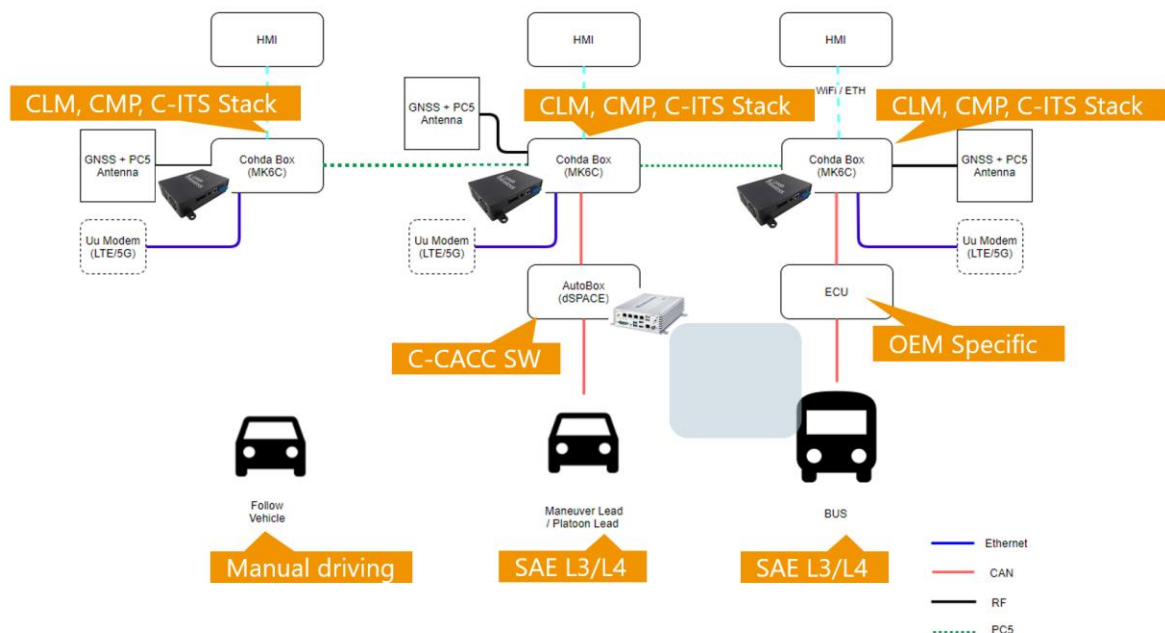 HMI
HMI
HMI
CLM, CMP, C-ITS Stack
GNSS + PC5
Antenna
CLM, CMP, C-ITS Stack
WiFi / ETH
CLM, CMP, C-ITS Stack
GNSS + PC5
Antenna
Cohda Box
(MK6C)
Cohda Box
(MK6C)
Cohda Box
(MK6C)
GNSS + PC5
Antenna
Uu Modem
(LTE/5G)
Uu Modem
(LTE/5G)
Uu Modem
(LTE/5G)
AutoBox
(dSPACE)
ECU
C-CACC SW
OEM Specific
Follow
Vehicle
Maneuver Lead
/ Platoon Lead
BUS
Manual driving
SAE L3/L4
SAE L3/L4
Ethernet
CAN
RF
PC5